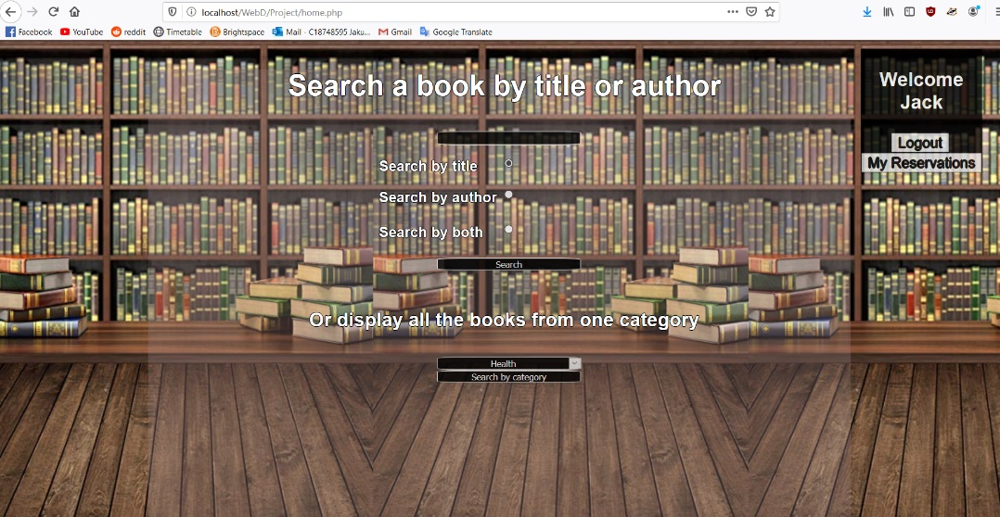 localhost/WebD/Project/home.php
Facebook YouTube reddit Timetable Brightspace Mail - C18748595 Jaku... Gmail Google Translate
Search a book by title or author
Welcome
Jack
Logout
My Reservations
Search by title
Search by author
Search by both
Search
Or display all the books from one category
Health
Search by category